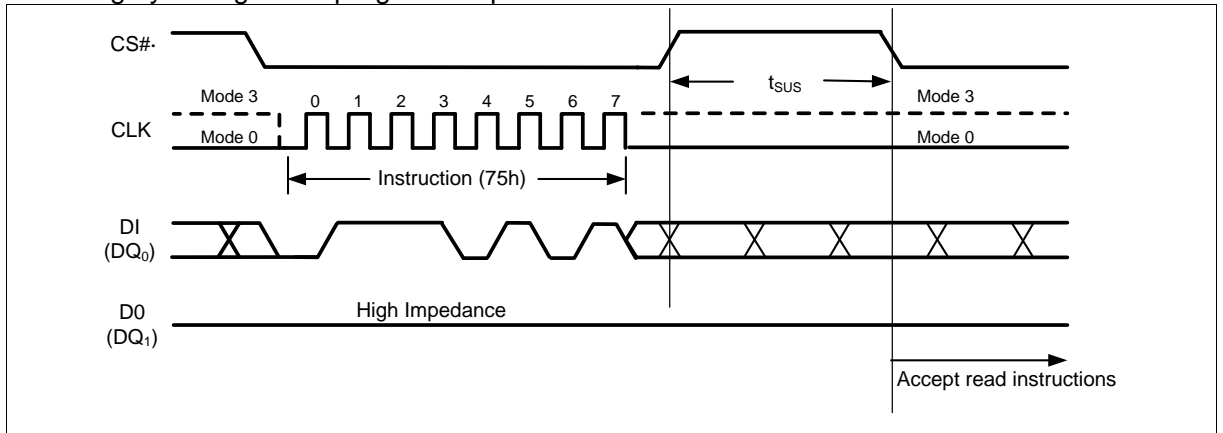 CS#.
tSUS
Mode 3
0 1 2 3 4 5 6 7
Mode 3
CLK
Mode 0
Mode 0
Instruction (75h)
DI
(DQ0)
D0
(DQ1)
High Impedance
Accept read instructions